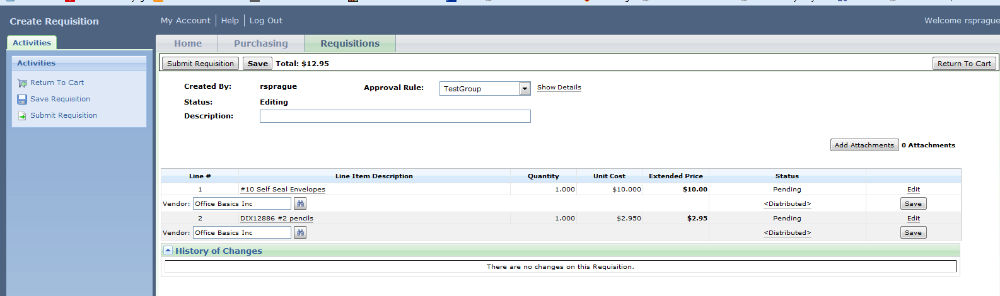 Create Requisition
My Account Help Log Out
Welcome rsprague
Activities
Home Purchasing Requisitions
Activities
Return To Cart
Save Requisition
Submit Requisition
Submit Requisition Save Total: $12.95 Return To Cart
Created By: rsprague Approval Rule: TestGroup Show Details
Status: Editing
Description:
Add Attachments 0 Attachments
Line # Line Item Description Quantity Unit Cost Extended Price Status
1 #10 Self Seal Envelopes 1.000 $10.000 $10.00 Pending Edit
Vendor: Office Basics Inc <Distributed> Save
2 DIX12886 #2 pencils 1.000 $2.950 $2.95 Pending Edit
Vendor: Office Basics Inc <Distributed> Save
History of Changes
There are no changes on this Requisition.